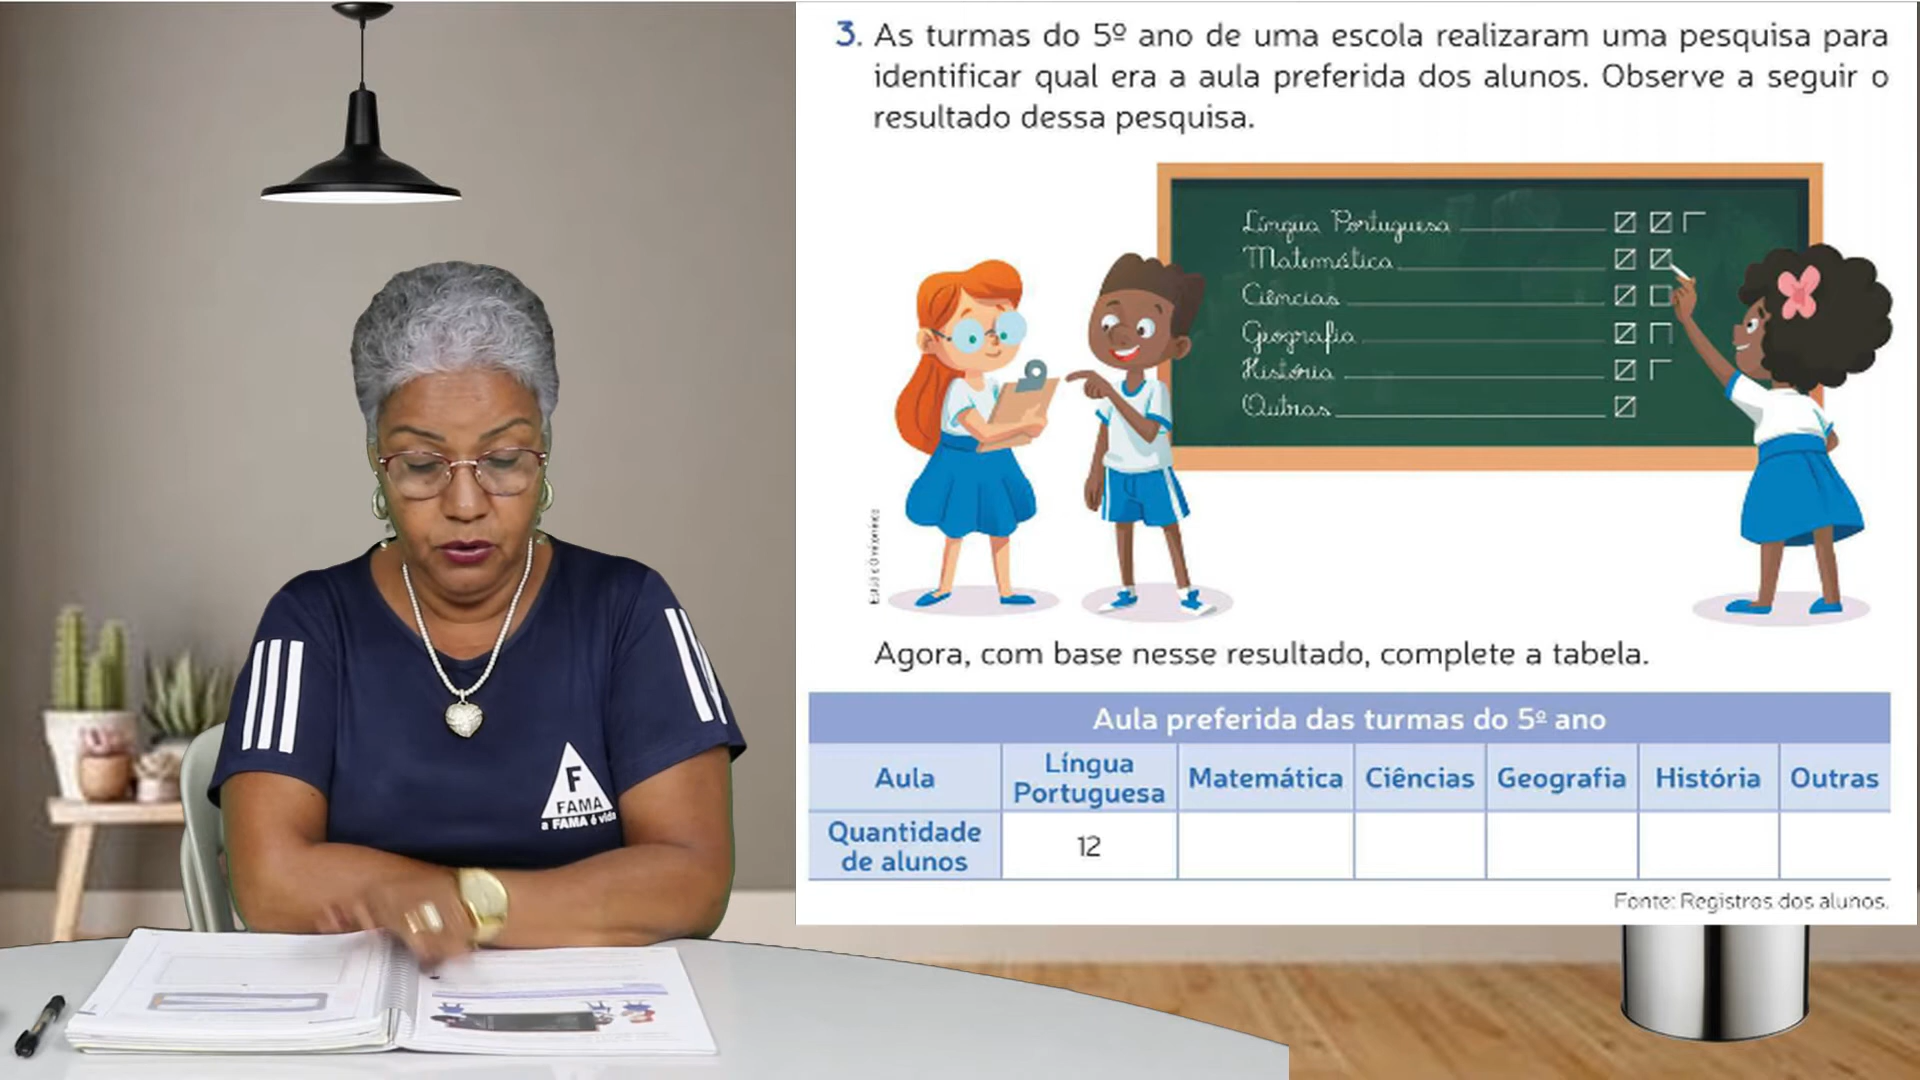 3. As turmas do 5º ano de uma escola realizaram uma pesquisa para
identificar qual era a aula preferida dos alunos. Observe a seguir o
resultado dessa pesquisa.
Língua Portuguesa
Matemática
Ciências
Geografia
História
Outras
Agora, com base nesse resultado, complete a tabela.
Aula preferida das turmas do 5º ano
Aula Língua Portuguesa Matemática Ciências Geografia História Outras
Quantidade de alunos 12
Fonte: Registros dos alunos.
F
FAMA
a FAMA é vida